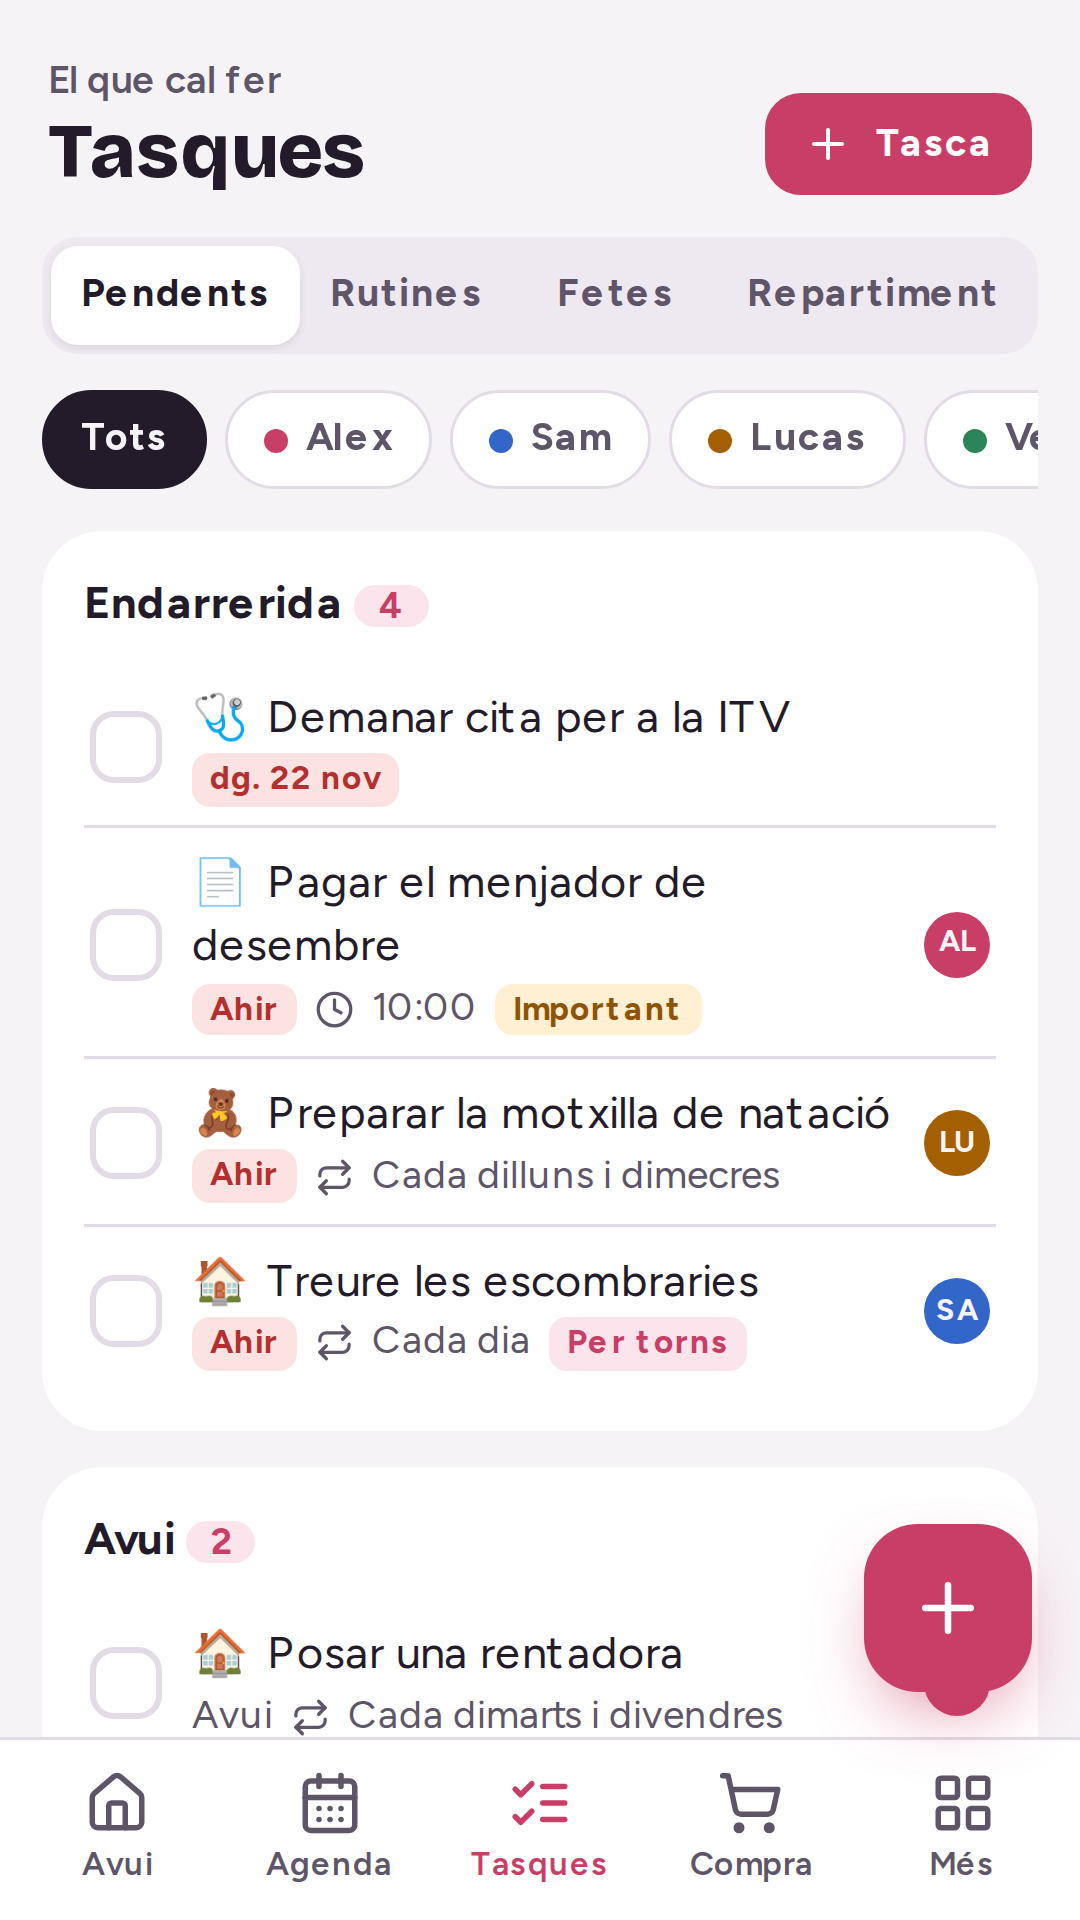 El que cal fer
Tasques
Tasca
Pendents Rutines Fetes Repartiment
Tots Alex Sam Lucas
Endarrerida 4
Demanar cita per a la ITV
dg. 22 nov
Pagar el menjador de
desembre
AL
Ahir 10:00 Important
Preparar la motxilla de natació
LU
Ahir Cada dilluns i dimecres
Treure les escombraries
SA
Ahir Cada dia Per torns
Avui 2
Posar una rentadora
Avui Cada dimarts i divendres
Avui Agenda Tasques Compra Més